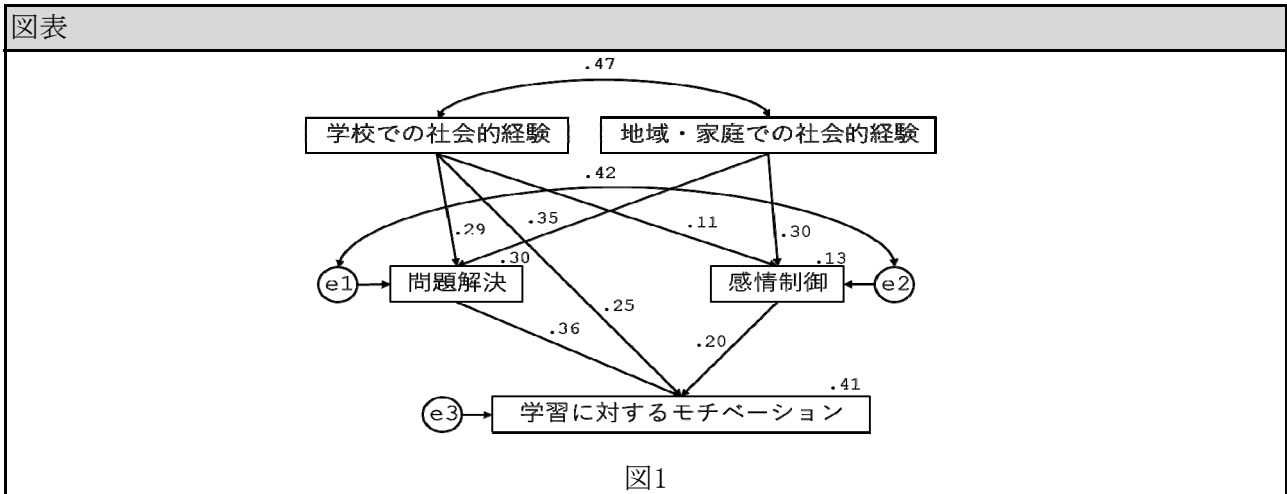 図表
.47
学校での社会的経験 地域・家庭での社会的経験
.42
.29 .35 .11 .30
.30 .13
e1 問題解決 感情制御 e2
.36 .25 .20
.41
e3 学習に対するモチベーション
図1